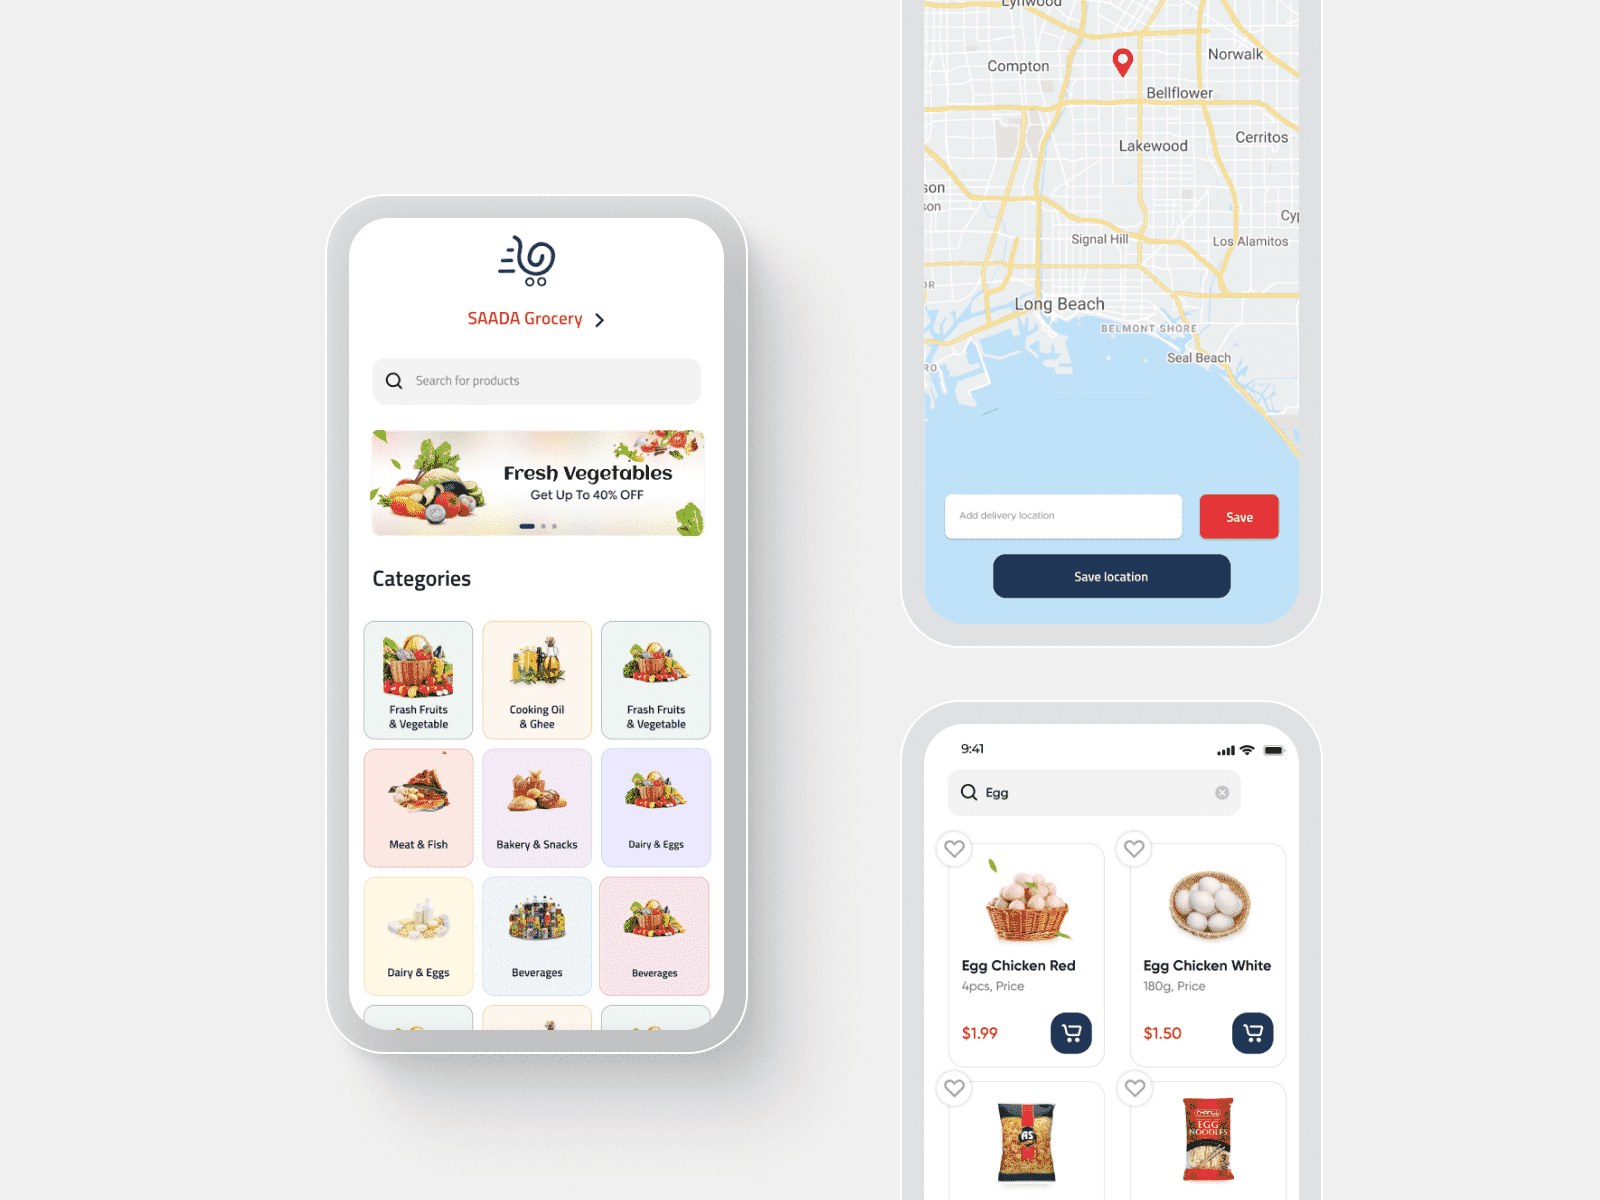 SAADA Grocery
Search for products
Fresh Vegetables
Get Up To 40% OFF
Categories
Frash Fruits
& Vegetable
Cooking Oil
& Ghee
Frash Fruits
& Vegetable
Meat & Fish
Bakery & Snacks
Dairy & Eggs
Dairy & Eggs
Beverages
Beverages
Lynwood
Compton
Norwalk
Bellflower
Cerritos
Lakewood
son
son
Cyp
Signal Hill
Los Alamitos
OR
Long Beach
BELMONT SHORE
Seal Beach
RO
Add delivery location
Save
Save location
9:41
Egg
Egg Chicken Red
4pcs, Price
$1.99
Egg Chicken White
180g, Price
$1.50
EGG
NOODLES